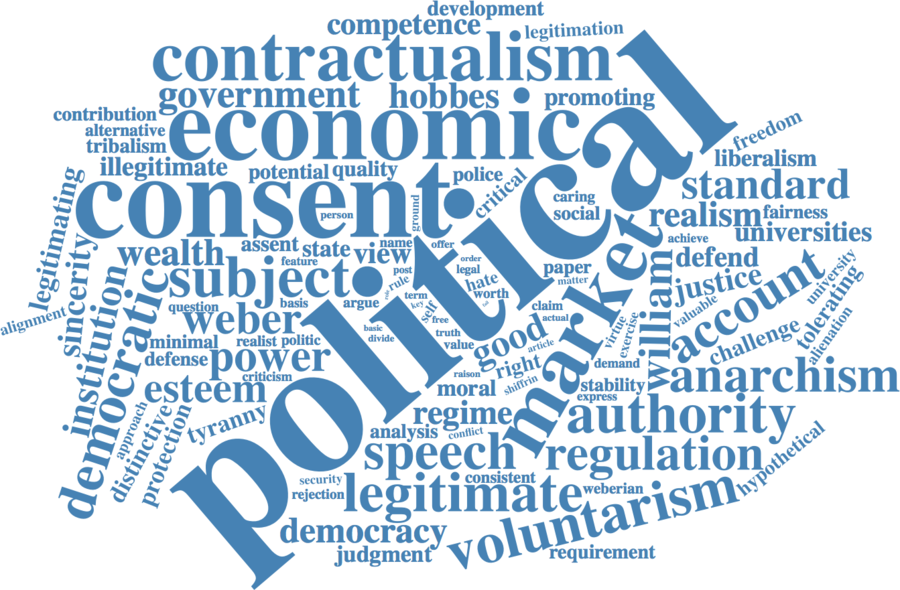 development
competence
legitimation
contractualism
government
hobbes
promoting
contribution
economic
alternative
tribalism
freedom
liberalism
illegitimate
potential
quality
police
critical
consent
political
caring
social
standard
person
ground
realism
fairness
universities
legitimating
sincerity
wealth
assent
state
view
name
offer
achieve
defend
feature
order
legal
post
rule
hate
worth
paper
matter
market
justice
university
subject
institution
democratic
question
weber
basis
argue
term
key
self
free
claim
actual
william
valuable
account
tolerating
alienation
alignment
minimal
realist
politic
basic
divide
truth
value
good
article
virtue
exercise
challenge
defense
power
criticism
raison
right
shiffrin
demand
esteem
moral
stability
express
anarchism
approach
distinctive
protection
tyranny
regime
analysis
conflict
authority
speech
regulation
hypothetical
security
rejection
consistent
legitimate
weberian
voluntarism
democracy
judgment
requirement